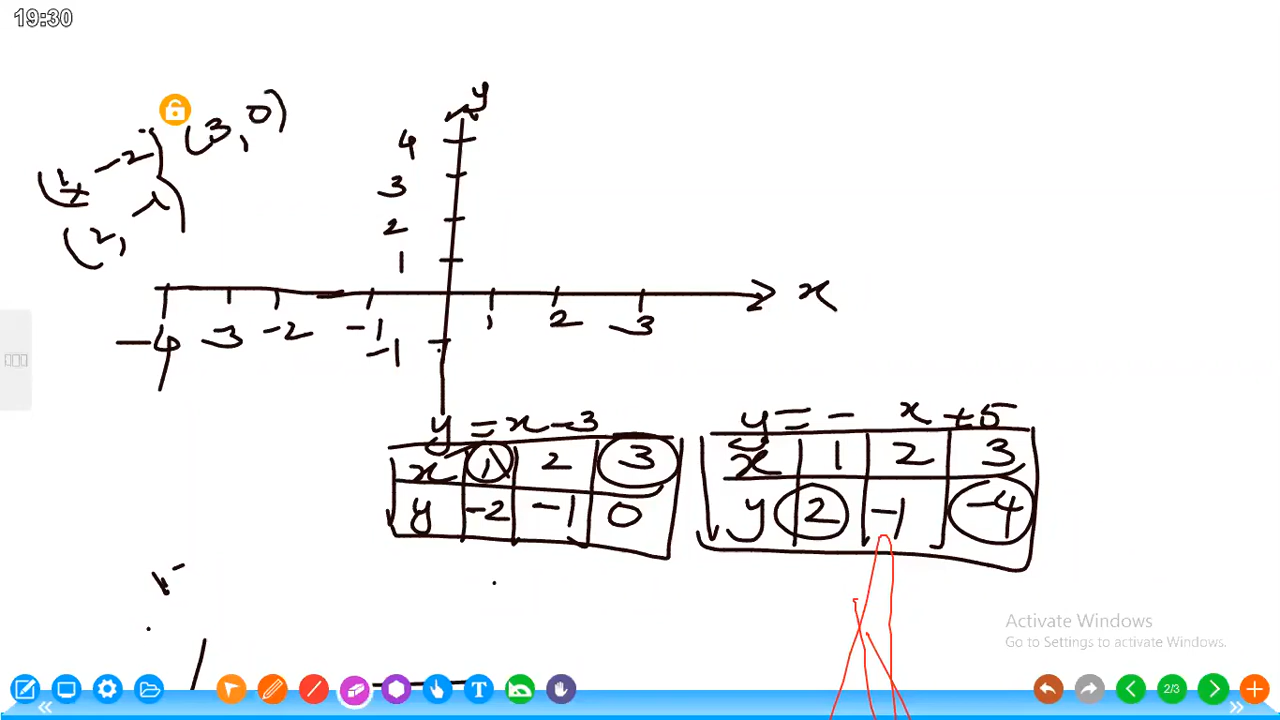 19:30
y
(3, 0)
(1, -2)
(2, -1)
4
3
2
1
x
-4 -3 -2 -1 1 2 3
-1
y = x - 3
x 1 2 3
y -2 -1 0
y = - x + 5
x 1 2 3
y 2 -1 -4
Activate Windows
Go to Settings to activate Windows.
T
2/3